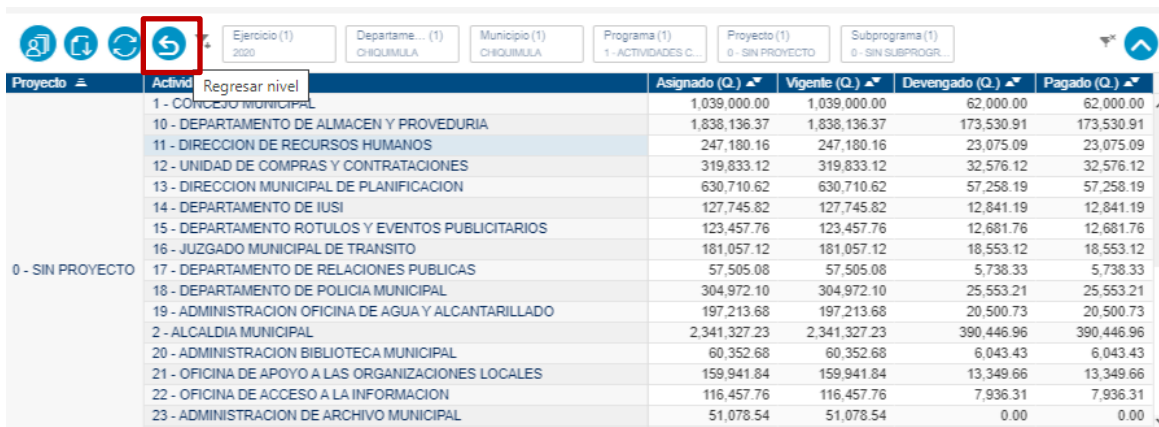 Ejercicio (1) Departame... (1) Municipio (1) Programa (1) Proyecto (1) Subprograma (1)
2020 CHIQUIMULA CHIQUIMULA 1 - ACTIVIDADES C... 0 - SIN PROYECTO 0 - SIN SUBPROGR...
Proyecto Activid Regresar nivel Asignado (Q.) Vigente (Q.) Devengado (Q.) Pagado (Q.)
1 - CONCEJO MUNICIPAL 1,039,000.00 1,039,000.00 62,000.00 62,000.00
10 - DEPARTAMENTO DE ALMACEN Y PROVEDURIA 1,838,136.37 1,838,136.37 173,530.91 173,530.91
11 - DIRECCION DE RECURSOS HUMANOS 247,180.16 247,180.16 23,075.09 23,075.09
12 - UNIDAD DE COMPRAS Y CONTRATACIONES 319,833.12 319,833.12 32,576.12 32,576.12
13 - DIRECCION MUNICIPAL DE PLANIFICACION 630,710.62 630,710.62 57,258.19 57,258.19
14 - DEPARTAMENTO DE IUSI 127,745.82 127,745.82 12,841.19 12,841.19
15 - DEPARTAMENTO ROTULOS Y EVENTOS PUBLICITARIOS 123,457.76 123,457.76 12,681.76 12,681.76
16 - JUZGADO MUNICIPAL DE TRANSITO 181,057.12 181,057.12 18,553.12 18,553.12
0 - SIN PROYECTO 17 - DEPARTAMENTO DE RELACIONES PUBLICAS 57,505.08 57,505.08 5,738.33 5,738.33
18 - DEPARTAMENTO DE POLICIA MUNICIPAL 304,972.10 304,972.10 25,553.21 25,553.21
19 - ADMINISTRACION OFICINA DE AGUA Y ALCANTARILLADO 197,213.68 197,213.68 20,500.73 20,500.73
2 - ALCALDIA MUNICIPAL 2,341,327.23 2,341,327.23 390,446.96 390,446.96
20 - ADMINISTRACION BIBLIOTECA MUNICIPAL 60,352.68 60,352.68 6,043.43 6,043.43
21 - OFICINA DE APOYO A LAS ORGANIZACIONES LOCALES 159,941.84 159,941.84 13,349.66 13,349.66
22 - OFICINA DE ACCESO A LA INFORMACION 116,457.76 116,457.76 7,936.31 7,936.31
23 - ADMINISTRACION DE ARCHIVO MUNICIPAL 51,078.54 51,078.54 0.00 0.00